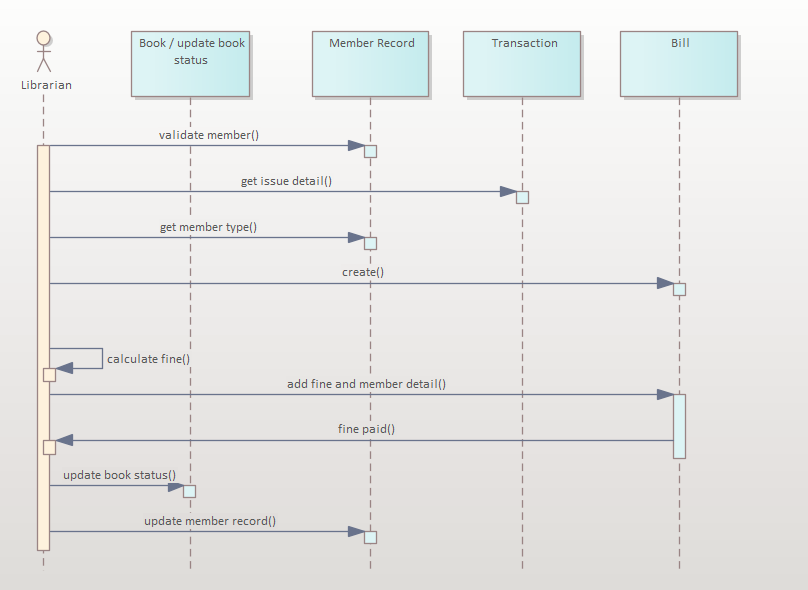 Librarian
Book / update book
status
Member Record
Transaction
Bill
validate member()
get issue detail()
get member type()
create()
calculate fine()
add fine and member detail()
fine paid()
update book status()
update member record()